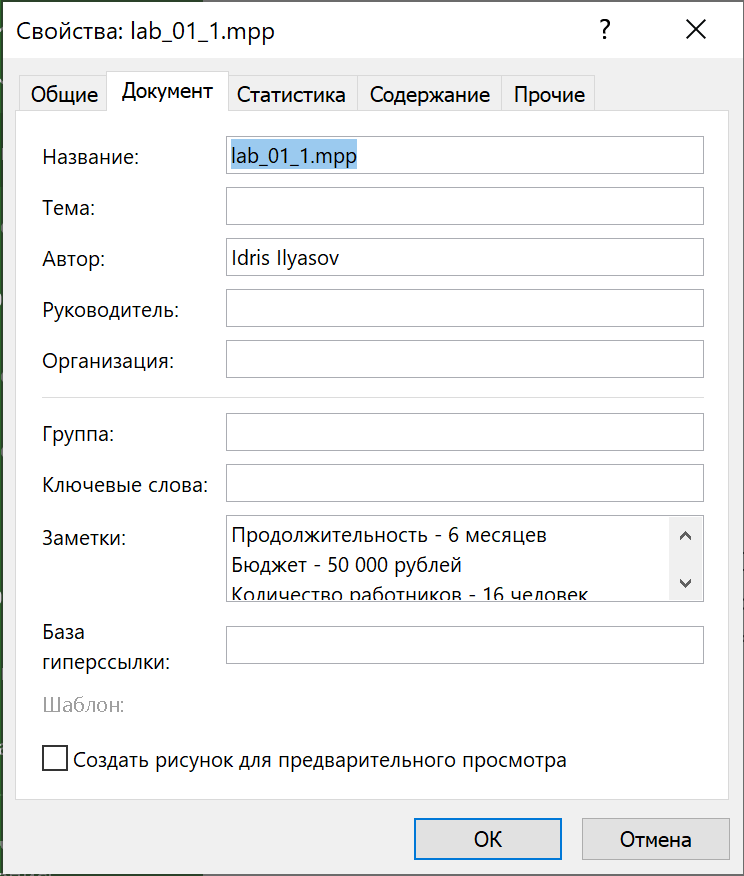 Свойства: lab_01_1.mpp
?
Общие Документ Статистика Содержание Прочие
Название: lab_01_1.mpp
Тема:
Автор: Idris Ilyasov
Руководитель:
Организация:
Группа:
Ключевые слова:
Заметки: Продолжительность - 6 месяцев
Бюджет - 50 000 рублей
Количество работников - 16 человек
База
гиперссылки:
Шаблон:
Создать рисунок для предварительного просмотра
ОК Отмена